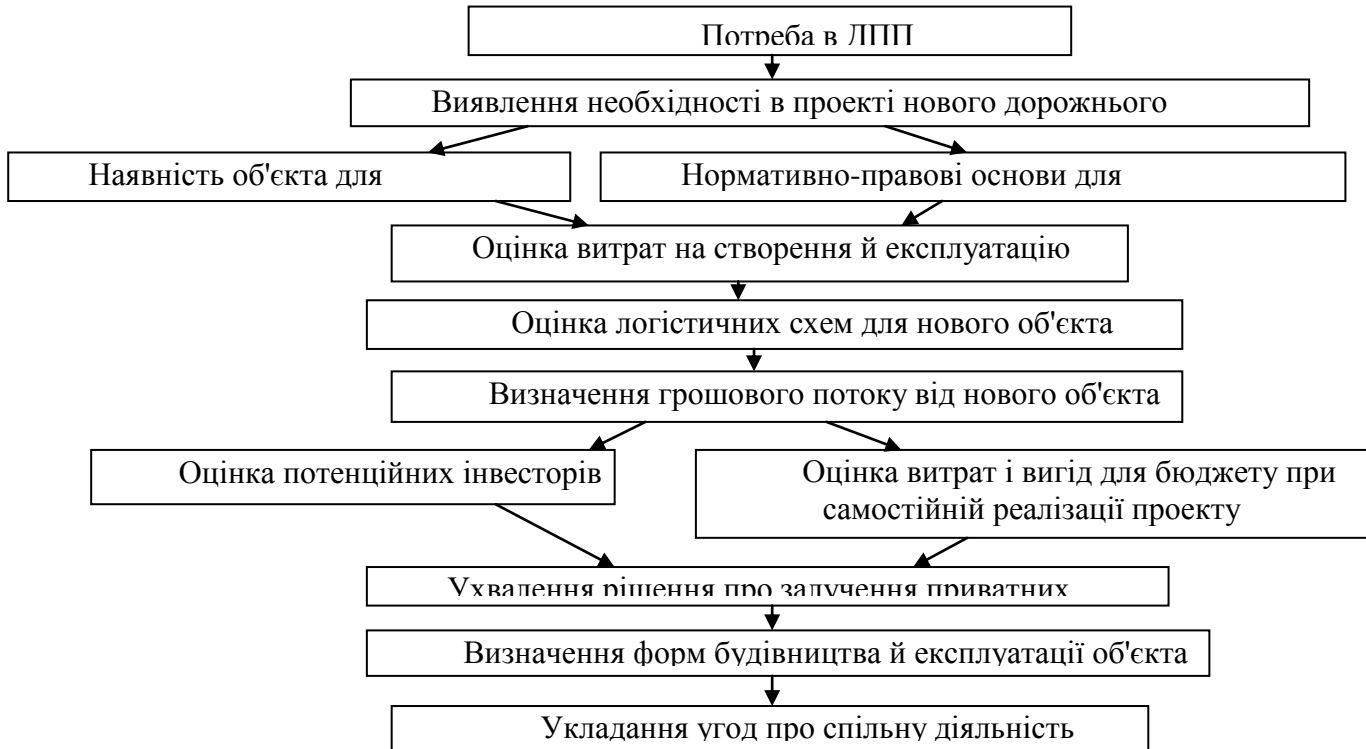 Потреба в ДПП
Виявлення необхідності в проекті нового дорожнього
Наявність об'єкта для
Нормативно-правові основи для
Оцінка витрат на створення й експлуатацію
Оцінка логістичних схем для нового об'єкта
Визначення грошового потоку від нового об'єкта
Оцінка потенційних інвесторів
Оцінка витрат і вигід для бюджету при
самостійній реалізації проекту
Ухвалення рішення про залучення приватних
Визначення форм будівництва й експлуатації об'єкта
Укладання угод про спільну діяльність